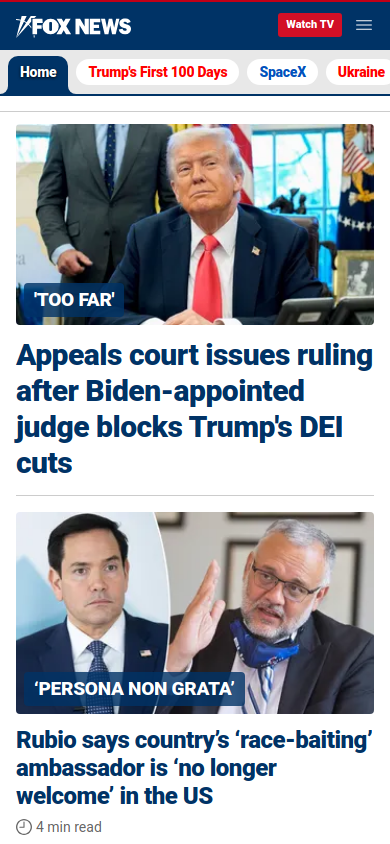 FOX NEWS
Watch TV
Home
Trump's First 100 Days
SpaceX
Ukraine
'TOO FAR'
Appeals court issues ruling
after Biden-appointed
judge blocks Trump's DEI
cuts
‘PERSONA NON GRATA’
Rubio says country’s ‘race-baiting’
ambassador is ‘no longer
welcome’ in the US
4 min read